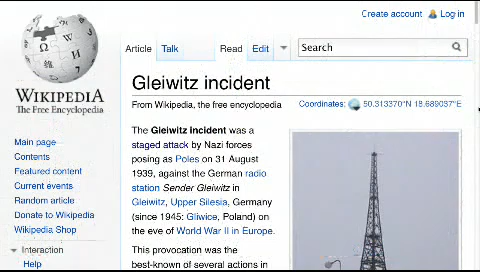 Create account Log in
Article Talk Read Edit Search
WIKIPEDIA
The Free Encyclopedia
Main page
Contents
Featured content
Current events
Random article
Donate to Wikipedia
Wikipedia Shop
Interaction
Help
Gleiwitz incident
From Wikipedia, the free encyclopedia
Coordinates: 50.313370°N 18.689037°E
The Gleiwitz incident was a
staged attack by Nazi forces
posing as Poles on 31 August
1939, against the German radio
station Sender Gleiwitz in
Gleiwitz, Upper Silesia, Germany
(since 1945: Gliwice, Poland) on
the eve of World War II in Europe.
This provocation was the
best-known of several actions in